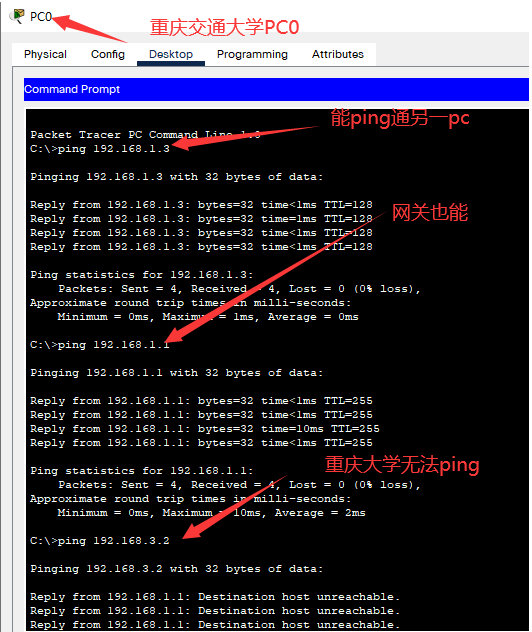 PC0
重庆交通大学PC0
Physical Config Desktop Programming Attributes
Command Prompt
能ping通另一pc
Packet Tracer PC Command Line 1.0
C:\>ping 192.168.1.3
Pinging 192.168.1.3 with 32 bytes of data:
Reply from 192.168.1.3: bytes=32 time<1ms TTL=128
网关也能
Reply from 192.168.1.3: bytes=32 time=1ms TTL=128
Reply from 192.168.1.3: bytes=32 time<1ms TTL=128
Reply from 192.168.1.3: bytes=32 time<1ms TTL=128
Ping statistics for 192.168.1.3:
Packets: Sent = 4, Received = 4, Lost = 0 (0% loss),
Approximate round trip times in milli-seconds:
Minimum = 0ms, Maximum = 1ms, Average = 0ms
C:\>ping 192.168.1.1
Pinging 192.168.1.1 with 32 bytes of data:
Reply from 192.168.1.1: bytes=32 time<1ms TTL=255
Reply from 192.168.1.1: bytes=32 time<1ms TTL=255
Reply from 192.168.1.1: bytes=32 time=10ms TTL=255
Reply from 192.168.1.1: bytes=32 time<1ms TTL=255
重庆大学无法ping
Ping statistics for 192.168.1.1:
Packets: Sent = 4, Received = 4, Lost = 0 (0% loss),
Approximate round trip times in milli-seconds:
Minimum = 0ms, Maximum = 10ms, Average = 2ms
C:\>ping 192.168.3.2
Pinging 192.168.3.2 with 32 bytes of data:
Reply from 192.168.1.1: Destination host unreachable.
Reply from 192.168.1.1: Destination host unreachable.
Reply from 192.168.1.1: Destination host unreachable.